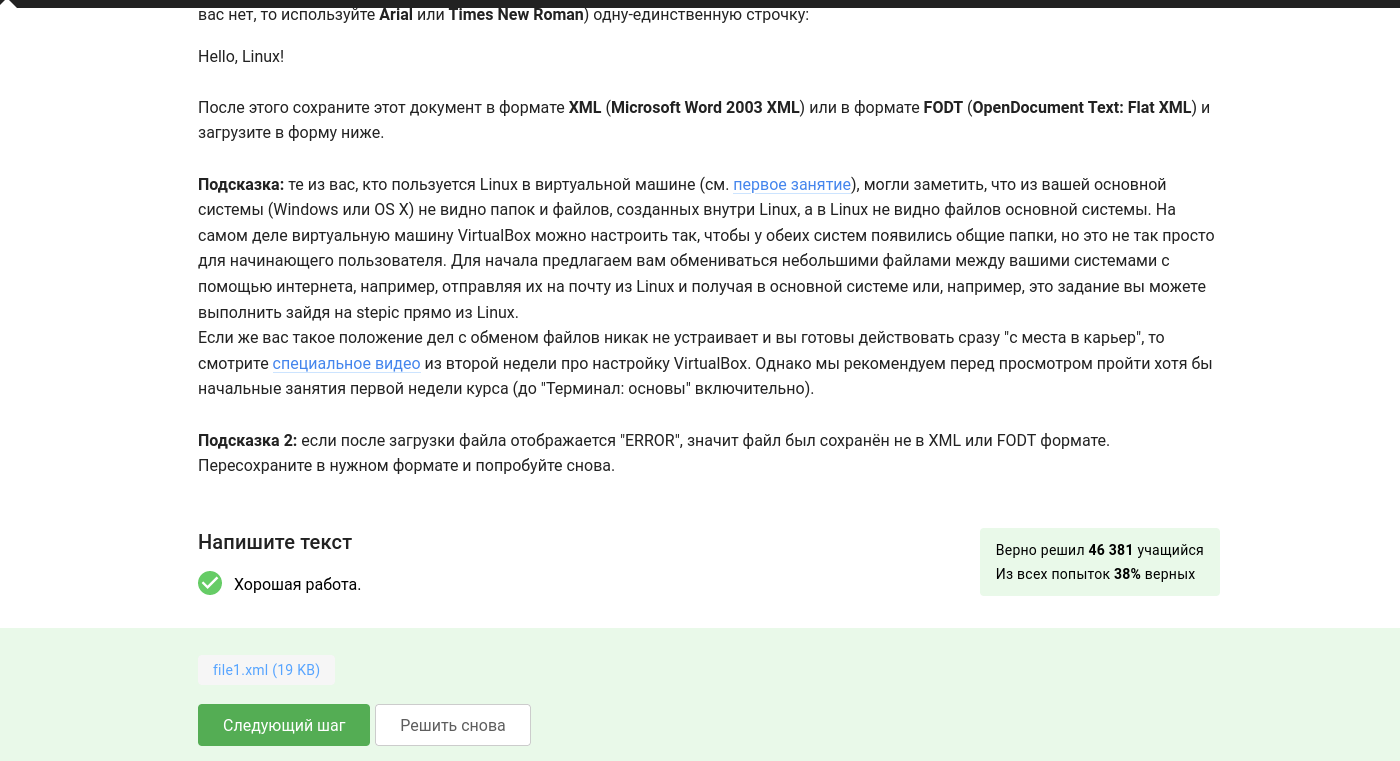 вас нет, то используйте Arial или Times New Roman) одну-единственную строчку:
Hello, Linux!
После этого сохраните этот документ в формате XML (Microsoft Word 2003 XML) или в формате FODT (OpenDocument Text: Flat XML) и
загрузите в форму ниже.
Подсказка: те из вас, кто пользуется Linux в виртуальной машине (см. первое занятие), могли заметить, что из вашей основной
системы (Windows или OS X) не видно папок и файлов, созданных внутри Linux, а в Linux не видно файлов основной системы. На
самом деле виртуальную машину VirtualBox можно настроить так, чтобы у обеих систем появились общие папки, но это не так просто
для начинающего пользователя. Для начала предлагаем вам обмениваться небольшими файлами между вашими системами с
помощью интернета, например, отправляя их на почту из Linux и получая в основной системе или, например, это задание вы можете
выполнить зайдя на stepic прямо из Linux.
Если же вас такое положение дел с обменом файлов никак не устраивает и вы готовы действовать сразу "с места в карьер", то
смотрите специальное видео из второй недели про настройку VirtualBox. Однако мы рекомендуем перед просмотром пройти хотя бы
начальные занятия первой недели курса (до "Терминал: основы" включительно).
Подсказка 2: если после загрузки файла отображается "ERROR", значит файл был сохранён не в XML или FODT формате.
Пересохраните в нужном формате и попробуйте снова.
Напишите текст
Хорошая работа.
Верно решил 46 381 учащийся
Из всех попыток 38% верных
file1.xml (19 KB)
Следующий шаг
Решить снова